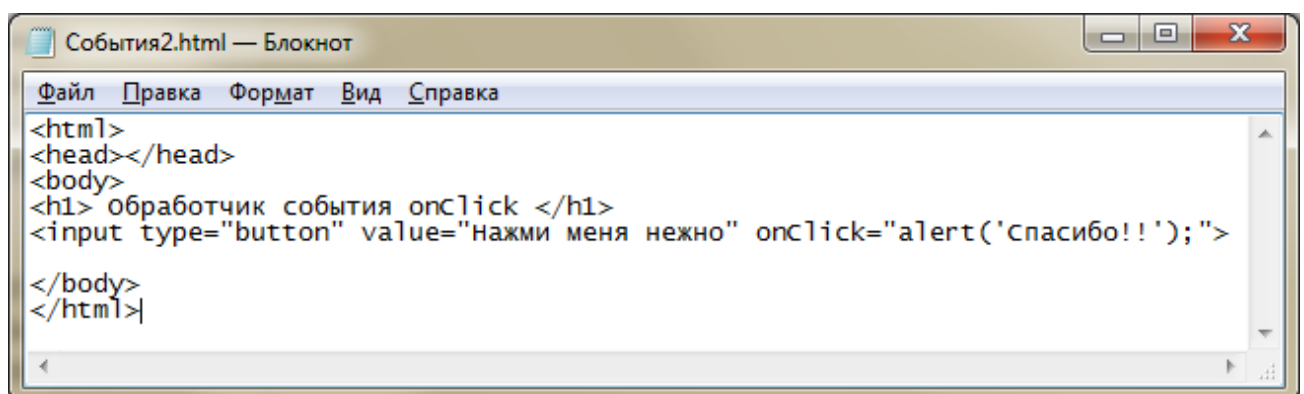 События2.html — Блокнот
Файл Правка Формат Вид Справка
<html>
<head></head>
<body>
<h1> Обработчик события onClick </h1>
<input type="button" value="Нажми меня нежно" onClick="alert('Спасибо!!');">
</body>
</html>